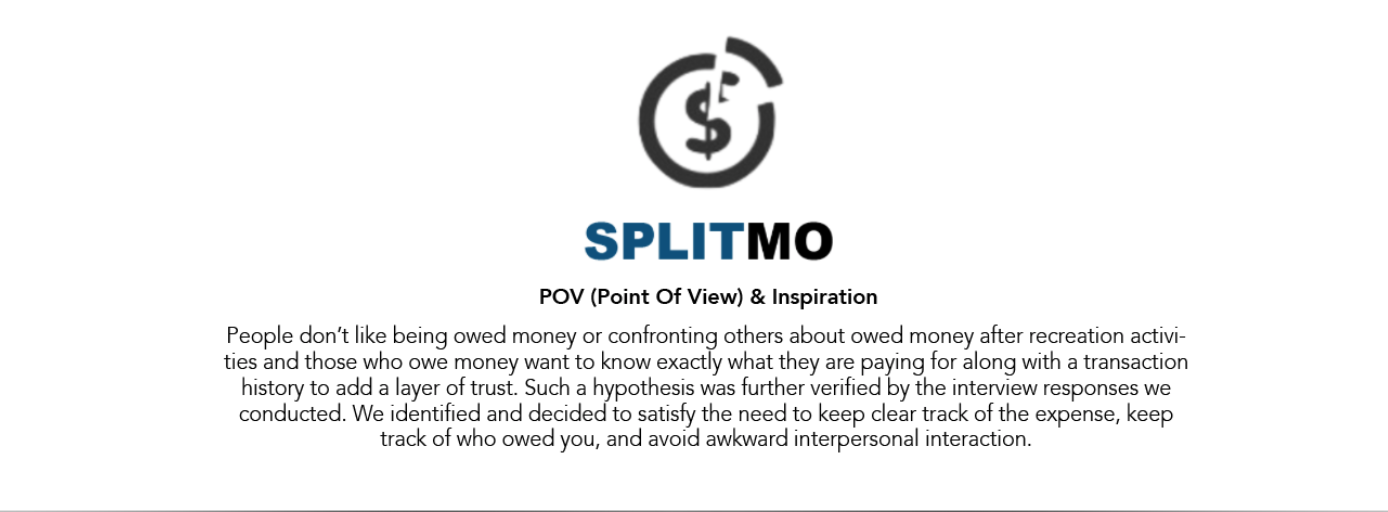 $
SPLITMO
POV (Point Of View) & Inspiration
People don’t like being owed money or confronting others about owed money after recreation activi-
ties and those who owe money want to know exactly what they are paying for along with a transaction
history to add a layer of trust. Such a hypothesis was further verified by the interview responses we
conducted. We identified and decided to satisfy the need to keep clear track of the expense, keep
track of who owed you, and avoid awkward interpersonal interaction.